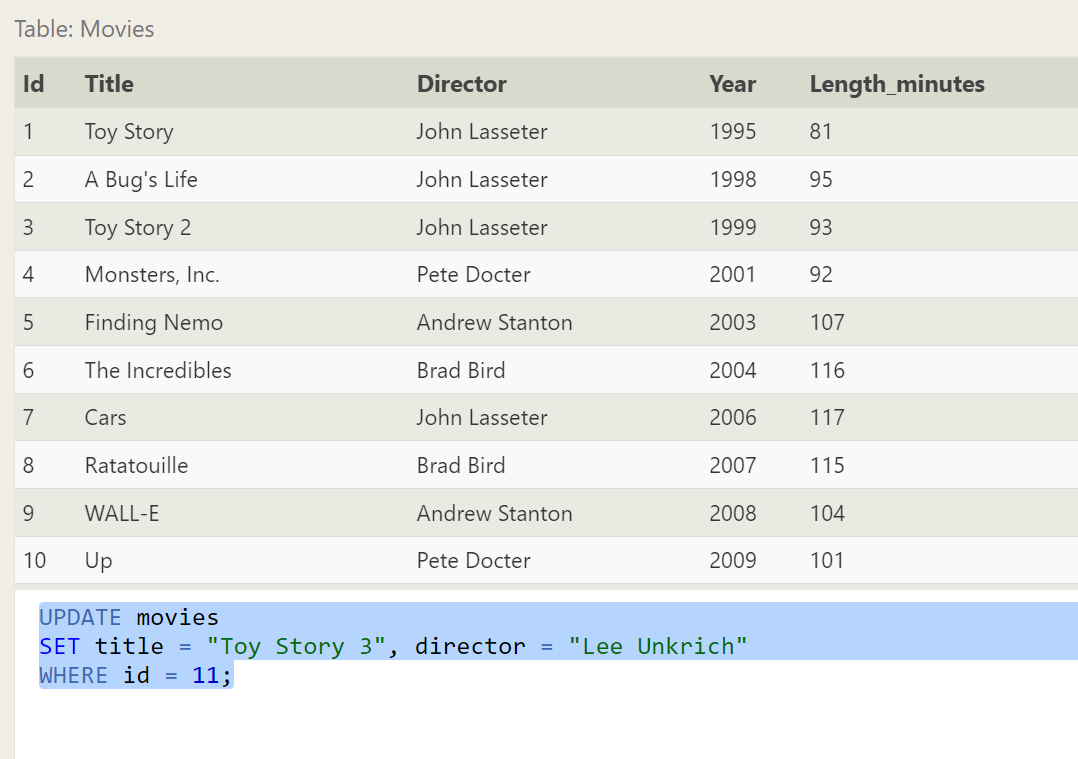 Table: Movies
Id Title Director Year Length_minutes
1 Toy Story John Lasseter 1995 81
2 A Bug's Life John Lasseter 1998 95
3 Toy Story 2 John Lasseter 1999 93
4 Monsters, Inc. Pete Docter 2001 92
5 Finding Nemo Andrew Stanton 2003 107
6 The Incredibles Brad Bird 2004 116
7 Cars John Lasseter 2006 117
8 Ratatouille Brad Bird 2007 115
9 WALL-E Andrew Stanton 2008 104
10 Up Pete Docter 2009 101
UPDATE movies
SET title = "Toy Story 3", director = "Lee Unkrich"
WHERE id = 11;